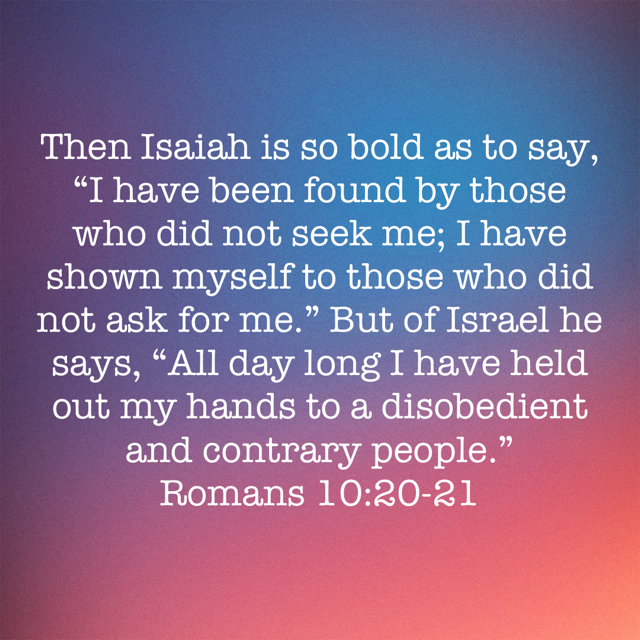 Then Isaiah is so bold as to say,
“I have been found by those
who did not seek me; I have
shown myself to those who did
not ask for me.” But of Israel he
says, “All day long I have held
out my hands to a disobedient
and contrary people.”
Romans 10:20-21